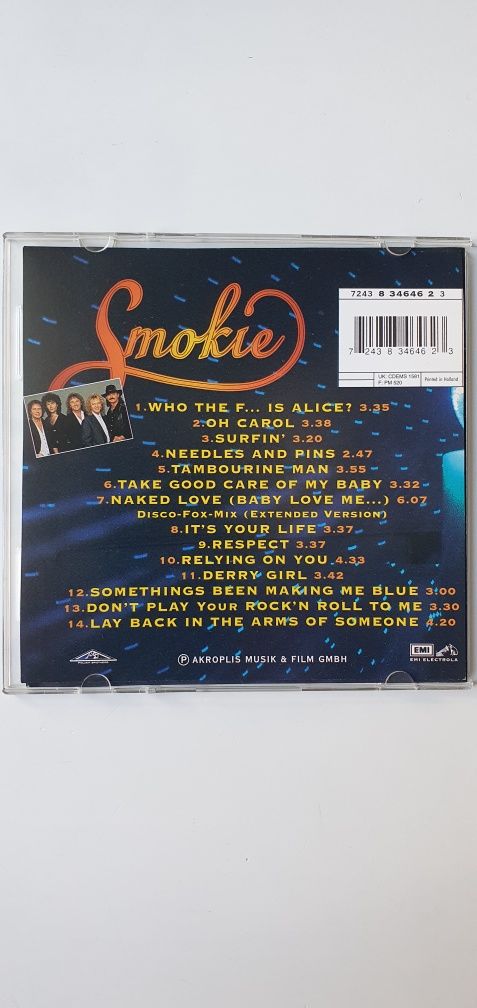 Smokie
7243 8 34646 2 3
7 243 8 34646 2 3
UK: CDEMS 1581
F: PM 520
Printed in Holland
1.WHO THE F... IS ALICE? 3.35
2.OH CAROL 3.38
3.SURFIN' 3.20
4.NEEDLES AND PINS 2.47
5.TAMBOURINE MAN 3.55
6.TAKE GOOD CARE OF MY BABY 3.32
7.NAKED LOVE (BABY LOVE ME...) 6.07
DISCO-FOX-MIX (EXTENDED VERSION)
8.IT'S YOUR LIFE 3.37
9.RESPECT 3.37
10.RELYING ON YOU 4.33
11.DERRY GIRL 3.42
12.SOMETHINGS BEEN MAKING ME BLUE 3:00
13.DON'T PLAY YOUR ROCK'N ROLL TO ME 3.30
14.LAY BACK IN THE ARMS OF SOMEONE 4.20
Ⓟ AKROPLIS MUSIK & FILM GMBH
EMI
EMI ELECTROLA